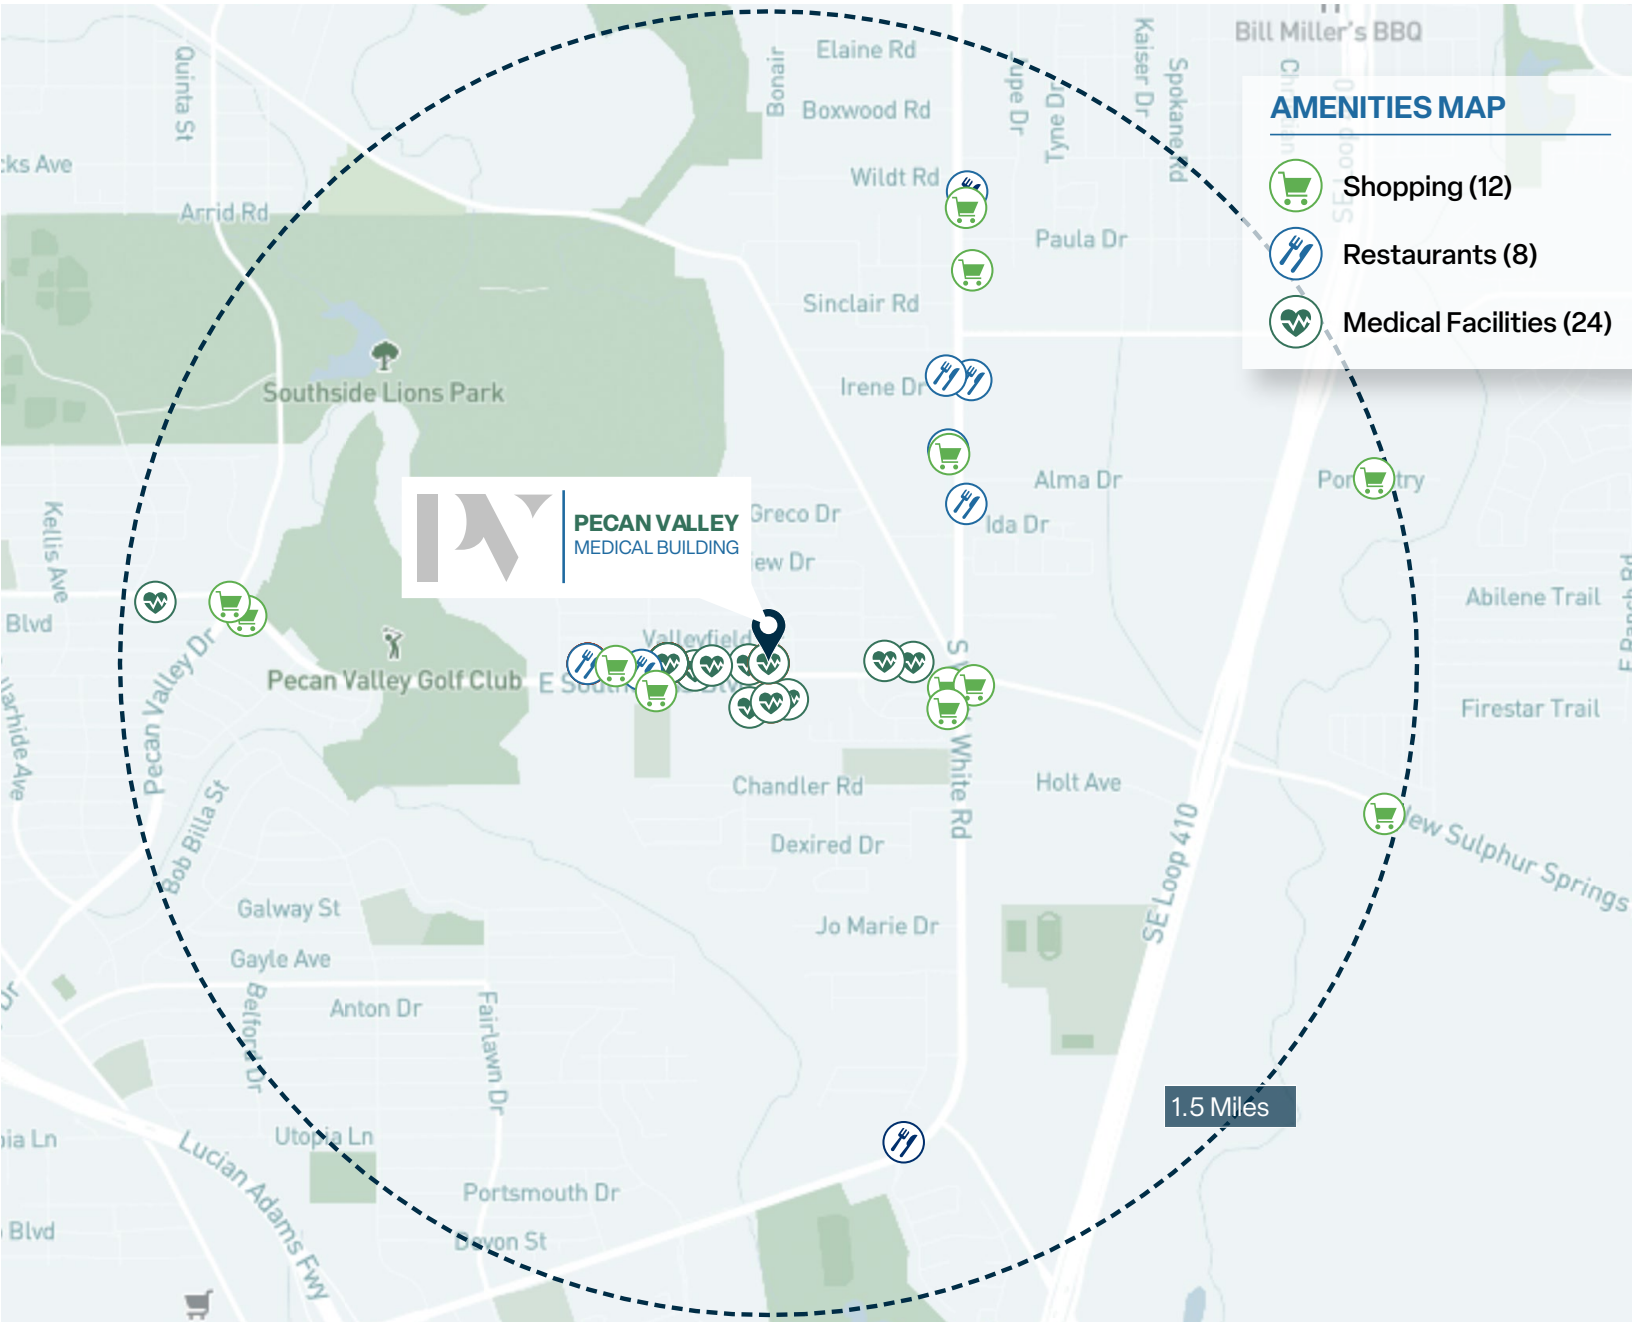 Bill Miller's BBQ
Elaine Rd
Boxwood Rd
Bonair
Quinta St
Tyne Dr
Kaiser Dr
Spokane Rd
AMENITIES MAP
Shopping (12)
Restaurants (8)
Medical Facilities (24)
Wildt Rd
Arrid Rd
Paula Dr
Sinclair Rd
Irene Dr
Southside Lions Park
Alma Dr
Greco Dr
Ida Dr
PV
PECAN VALLEY
MEDICAL BUILDING
Kellis Ave
Blvd
Abilene Trail
Valleyfield
Pecan Valley Golf Club
Pecan Valley Dr
Firestar Trail
White Rd
Chandler Rd
Holt Ave
Dexired Dr
Bob Billa St
SE Loop 410
Sulphur Springs
Galway St
Jo Marie Dr
Gayle Ave
Anton Dr
Belford Dr
Fairlawn Dr
1.5 Miles
Utopia Ln
Lucian Adams Fwy
Portsmouth Dr
Blvd
Devon St